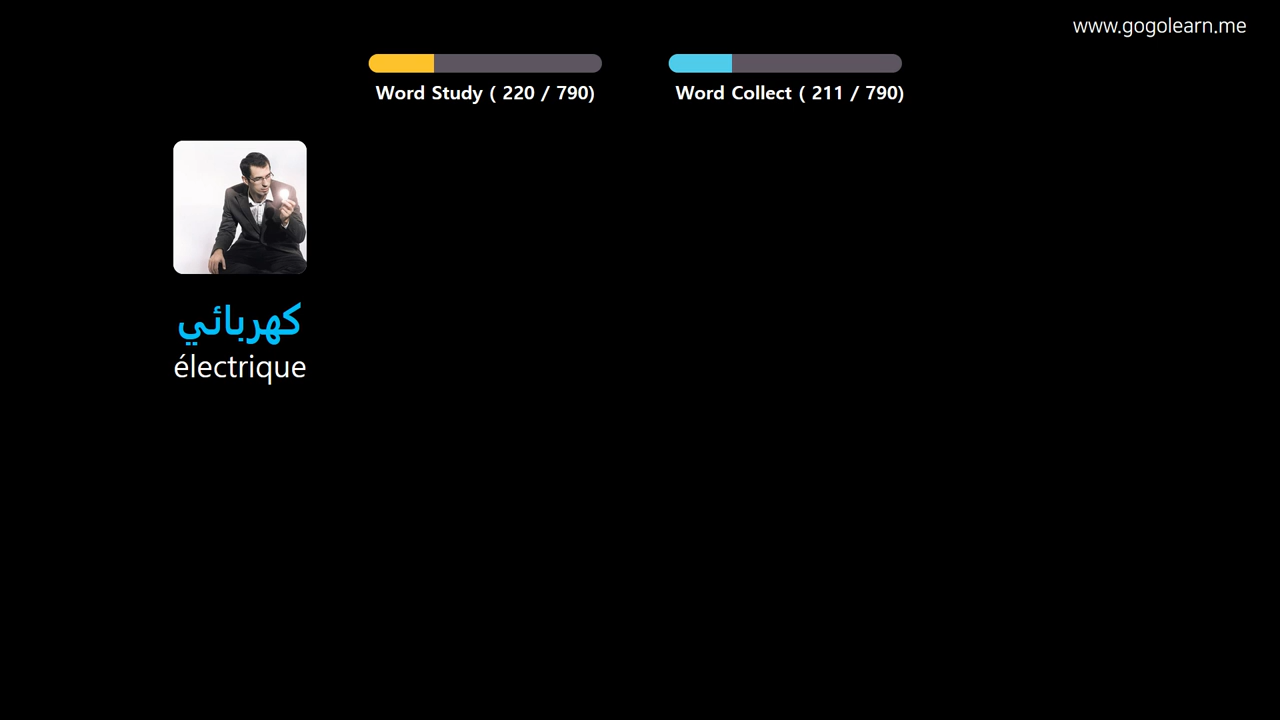 www.gogolearn.me
Word Study ( 220 / 790)
Word Collect ( 211 / 790)
كهربائي
électrique